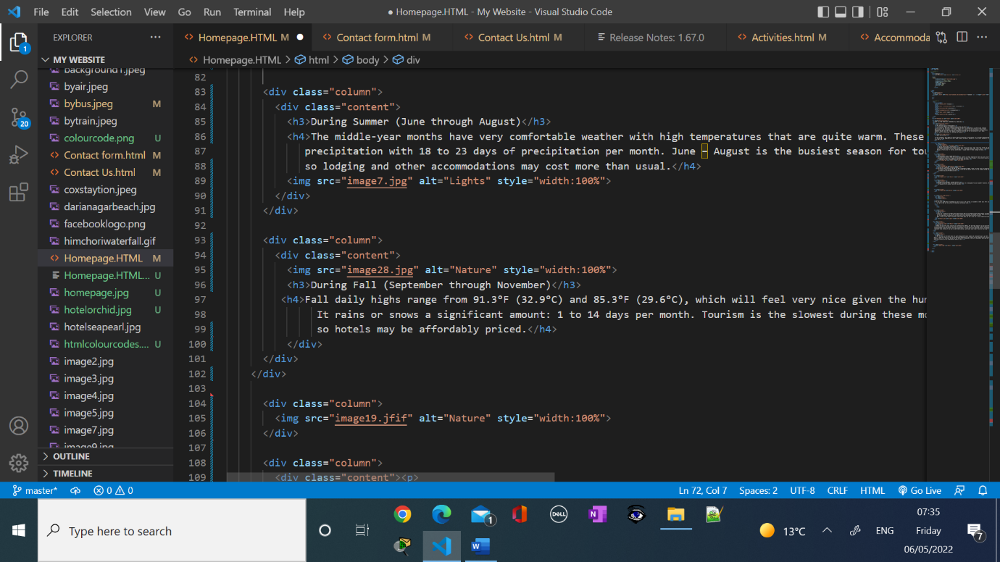 File Edit Selection View Go Run Terminal Help
● Homepage.HTML - My Website - Visual Studio Code
EXPLORER
Homepage.HTML M
Contact form.html M
Contact Us.html M
Release Notes: 1.67.0
Activities.html M
Accommoda
MY WEBSITE
Homepage.HTML > html > body > div
1
20
background1.jpeg
byair.jpeg
bybus.jpeg M
bytrain.jpeg
colourcode.png U
Contact form.html M
Contact Us.html M
coxstaytion.jpeg
darianagarbeach.jpg
facebooklogo.png
himchoriwaterfall.gif
Homepage.HTML M
Homepage.HTML... U
homepage.jpg U
hotelorchid.jpg U
hotelseapearl.jpg
htmlcolourcodes.... U
image2.jpg
image3.jpg
image4.jpg
image5.jpg
image7.jpg
image9.jpg
OUTLINE
TIMELINE
82
83 <div class="column">
84 <div class="content">
85 <h3>During Summer (June through August)</h3>
86 <h4>The middle-year months have very comfortable weather with high temperatures that are quite warm. These
87 precipitation with 18 to 23 days of precipitation per month. June – August is the busiest season for tou
88 so lodging and other accommodations may cost more than usual.</h4>
89 <img src="image7.jpg" alt="Lights" style="width:100%">
90 </div>
91 </div>
92
93 <div class="column">
94 <div class="content">
95 <img src="image28.jpg" alt="Nature" style="width:100%">
96 <h3>During Fall (September through November)</h3>
97 <h4>Fall daily highs range from 91.3°F (32.9°C) and 85.3°F (29.6°C), which will feel very nice given the hum
98 It rains or snows a significant amount: 1 to 14 days per month. Tourism is the slowest during these mo
99 so hotels may be affordably priced.</h4>
100 </div>
101 </div>
102 </div>
103
104 <div class="column">
105 <img src="image19.jfif" alt="Nature" style="width:100%">
106 </div>
107
108 <div class="column">
109 <div class="content"><p>
master* 0 0
Ln 72, Col 7 Spaces: 2 UTF-8 CRLF HTML Go Live
Type here to search
1
DELL
N
W
13°C
ENG
07:35
Friday
06/05/2022
7